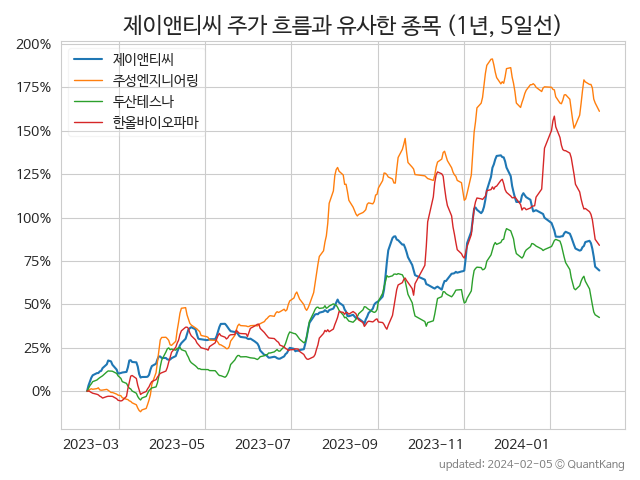 제이앤티씨 주가 흐름과 유사한 종목 (1년, 5일선)
200%
175%
150%
125%
100%
75%
50%
25%
0%
제이앤티씨
주성엔지니어링
두산테스나
한올바이오파마
2023-03
2023-05
2023-07
2023-09
2023-11
2024-01
updated: 2024-02-05 © QuantKang